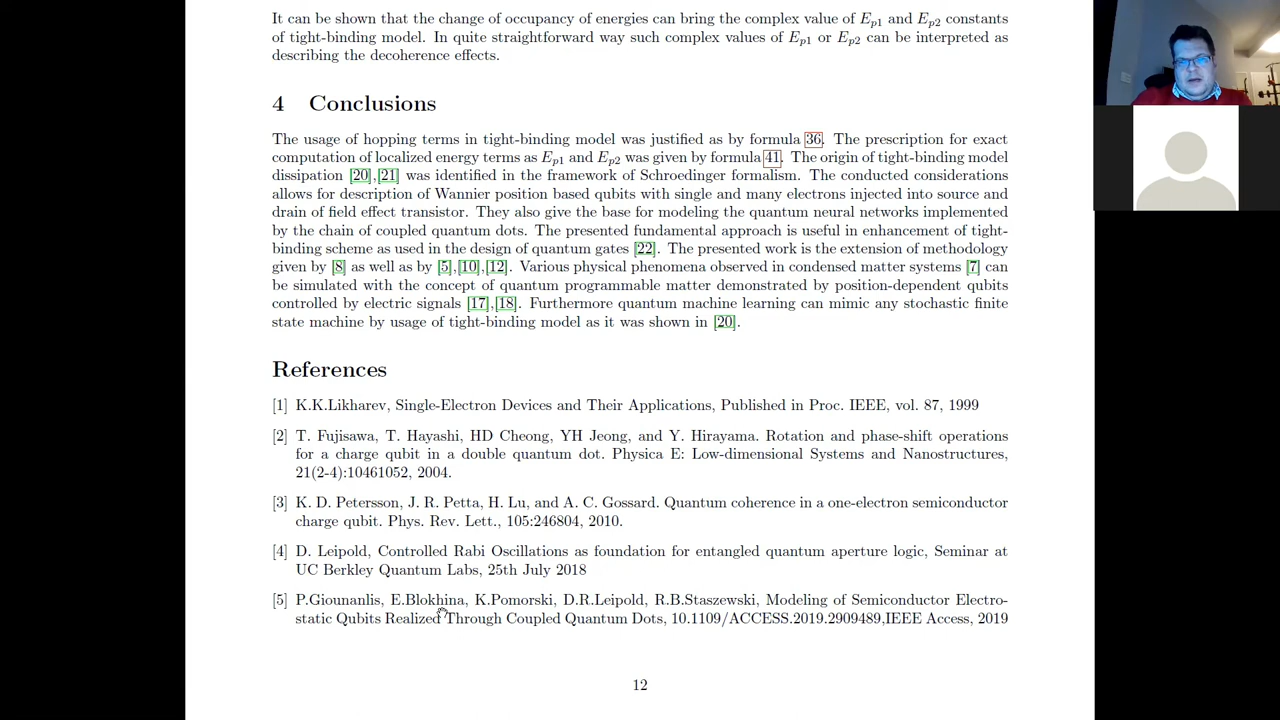 It can be shown that the change of occupancy of energies can bring the complex value of Ep1 and Ep2 constants
of tight-binding model. In quite straightforward way such complex values of Ep1 or Ep2 can be interpreted as
describing the decoherence effects.
4 Conclusions
The usage of hopping terms in tight-binding model was justified as by formula 36. The prescription for exact
computation of localized energy terms as Ep1 and Ep2 was given by formula 41. The origin of tight-binding model
dissipation [20],[21] was identified in the framework of Schroedinger formalism. The conducted considerations
allows for description of Wannier position based qubits with single and many electrons injected into source and
drain of field effect transistor. They also give the base for modeling the quantum neural networks implemented
by the chain of coupled quantum dots. The presented fundamental approach is useful in enhancement of tight-
binding scheme as used in the design of quantum gates [22]. The presented work is the extension of methodology
given by [8] as well as by [5],[10],[12]. Various physical phenomena observed in condensed matter systems [7] can
be simulated with the concept of quantum programmable matter demonstrated by position-dependent qubits
controlled by electric signals [17],[18]. Furthermore quantum machine learning can mimic any stochastic finite
state machine by usage of tight-binding model as it was shown in [20].
References
[1] K.K.Likharev, Single-Electron Devices and Their Applications, Published in Proc. IEEE, vol. 87, 1999
[2] T. Fujisawa, T. Hayashi, HD Cheong, YH Jeong, and Y. Hirayama. Rotation and phase-shift operations
for a charge qubit in a double quantum dot. Physica E: Low-dimensional Systems and Nanostructures,
21(2-4):10461052, 2004.
[3] K. D. Petersson, J. R. Petta, H. Lu, and A. C. Gossard. Quantum coherence in a one-electron semiconductor
charge qubit. Phys. Rev. Lett., 105:246804, 2010.
[4] D. Leipold, Controlled Rabi Oscillations as foundation for entangled quantum aperture logic, Seminar at
UC Berkley Quantum Labs, 25th July 2018
[5] P.Giounanlis, E.Blokhina, K.Pomorski, D.R.Leipold, R.B.Staszewski, Modeling of Semiconductor Electro-
static Qubits Realized Through Coupled Quantum Dots, 10.1109/ACCESS.2019.2909489,IEEE Access, 2019
12